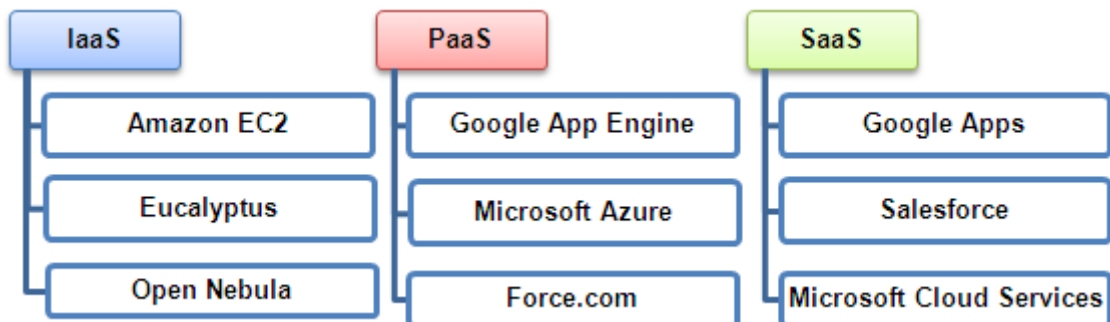 IaaS
Amazon EC2
Eucalyptus
Open Nebula
PaaS
Google App Engine
Microsoft Azure
Force.com
SaaS
Google Apps
Salesforce
Microsoft Cloud Services